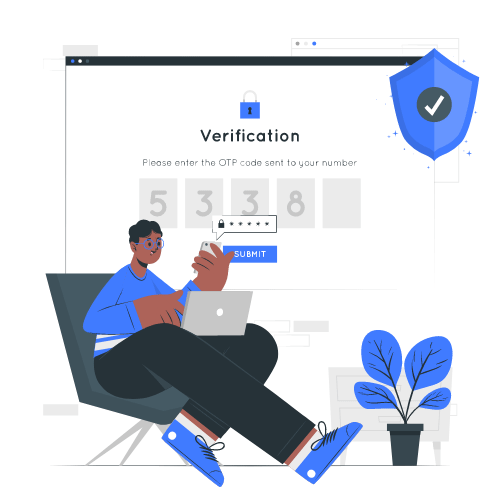 Verification
Please enter the OTP code sent to your number
5 3 3 8
*****
SUBMIT